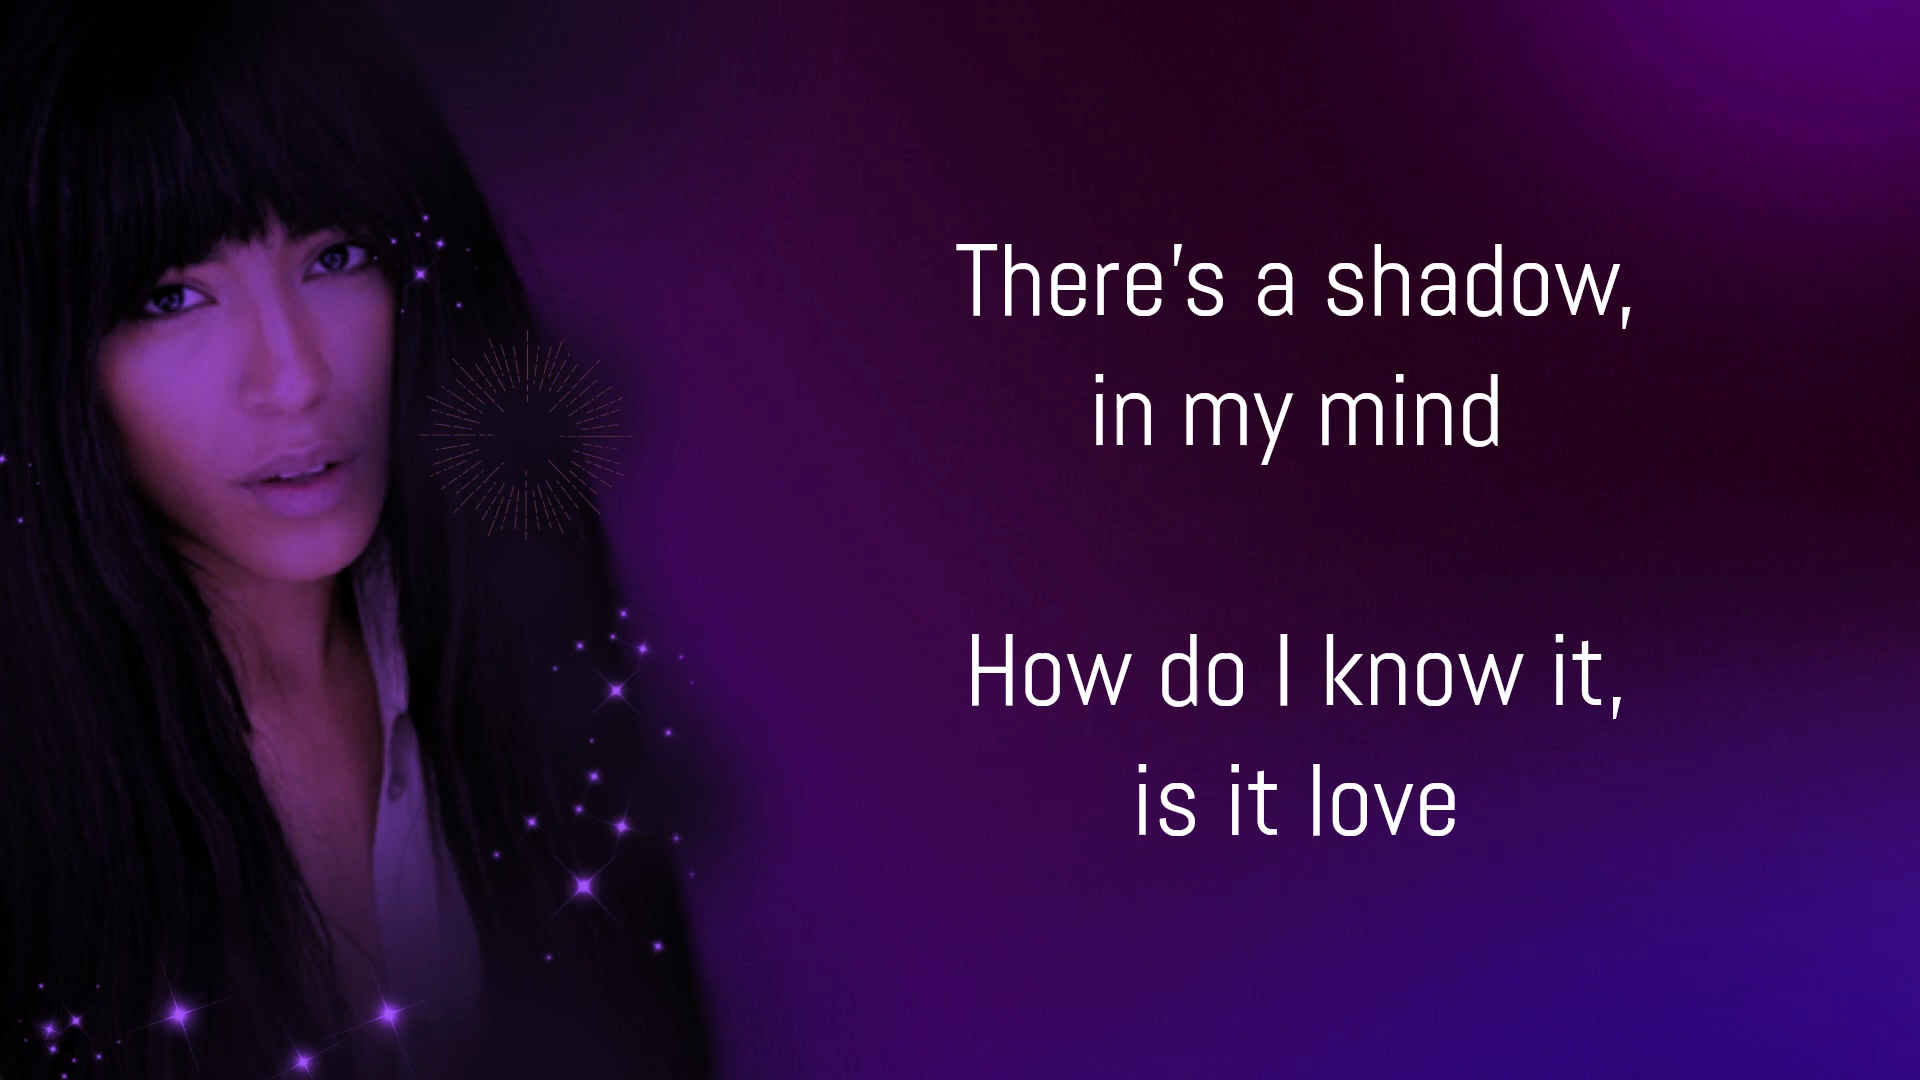 There's a shadow,
in my mind
How do I know it,
is it love